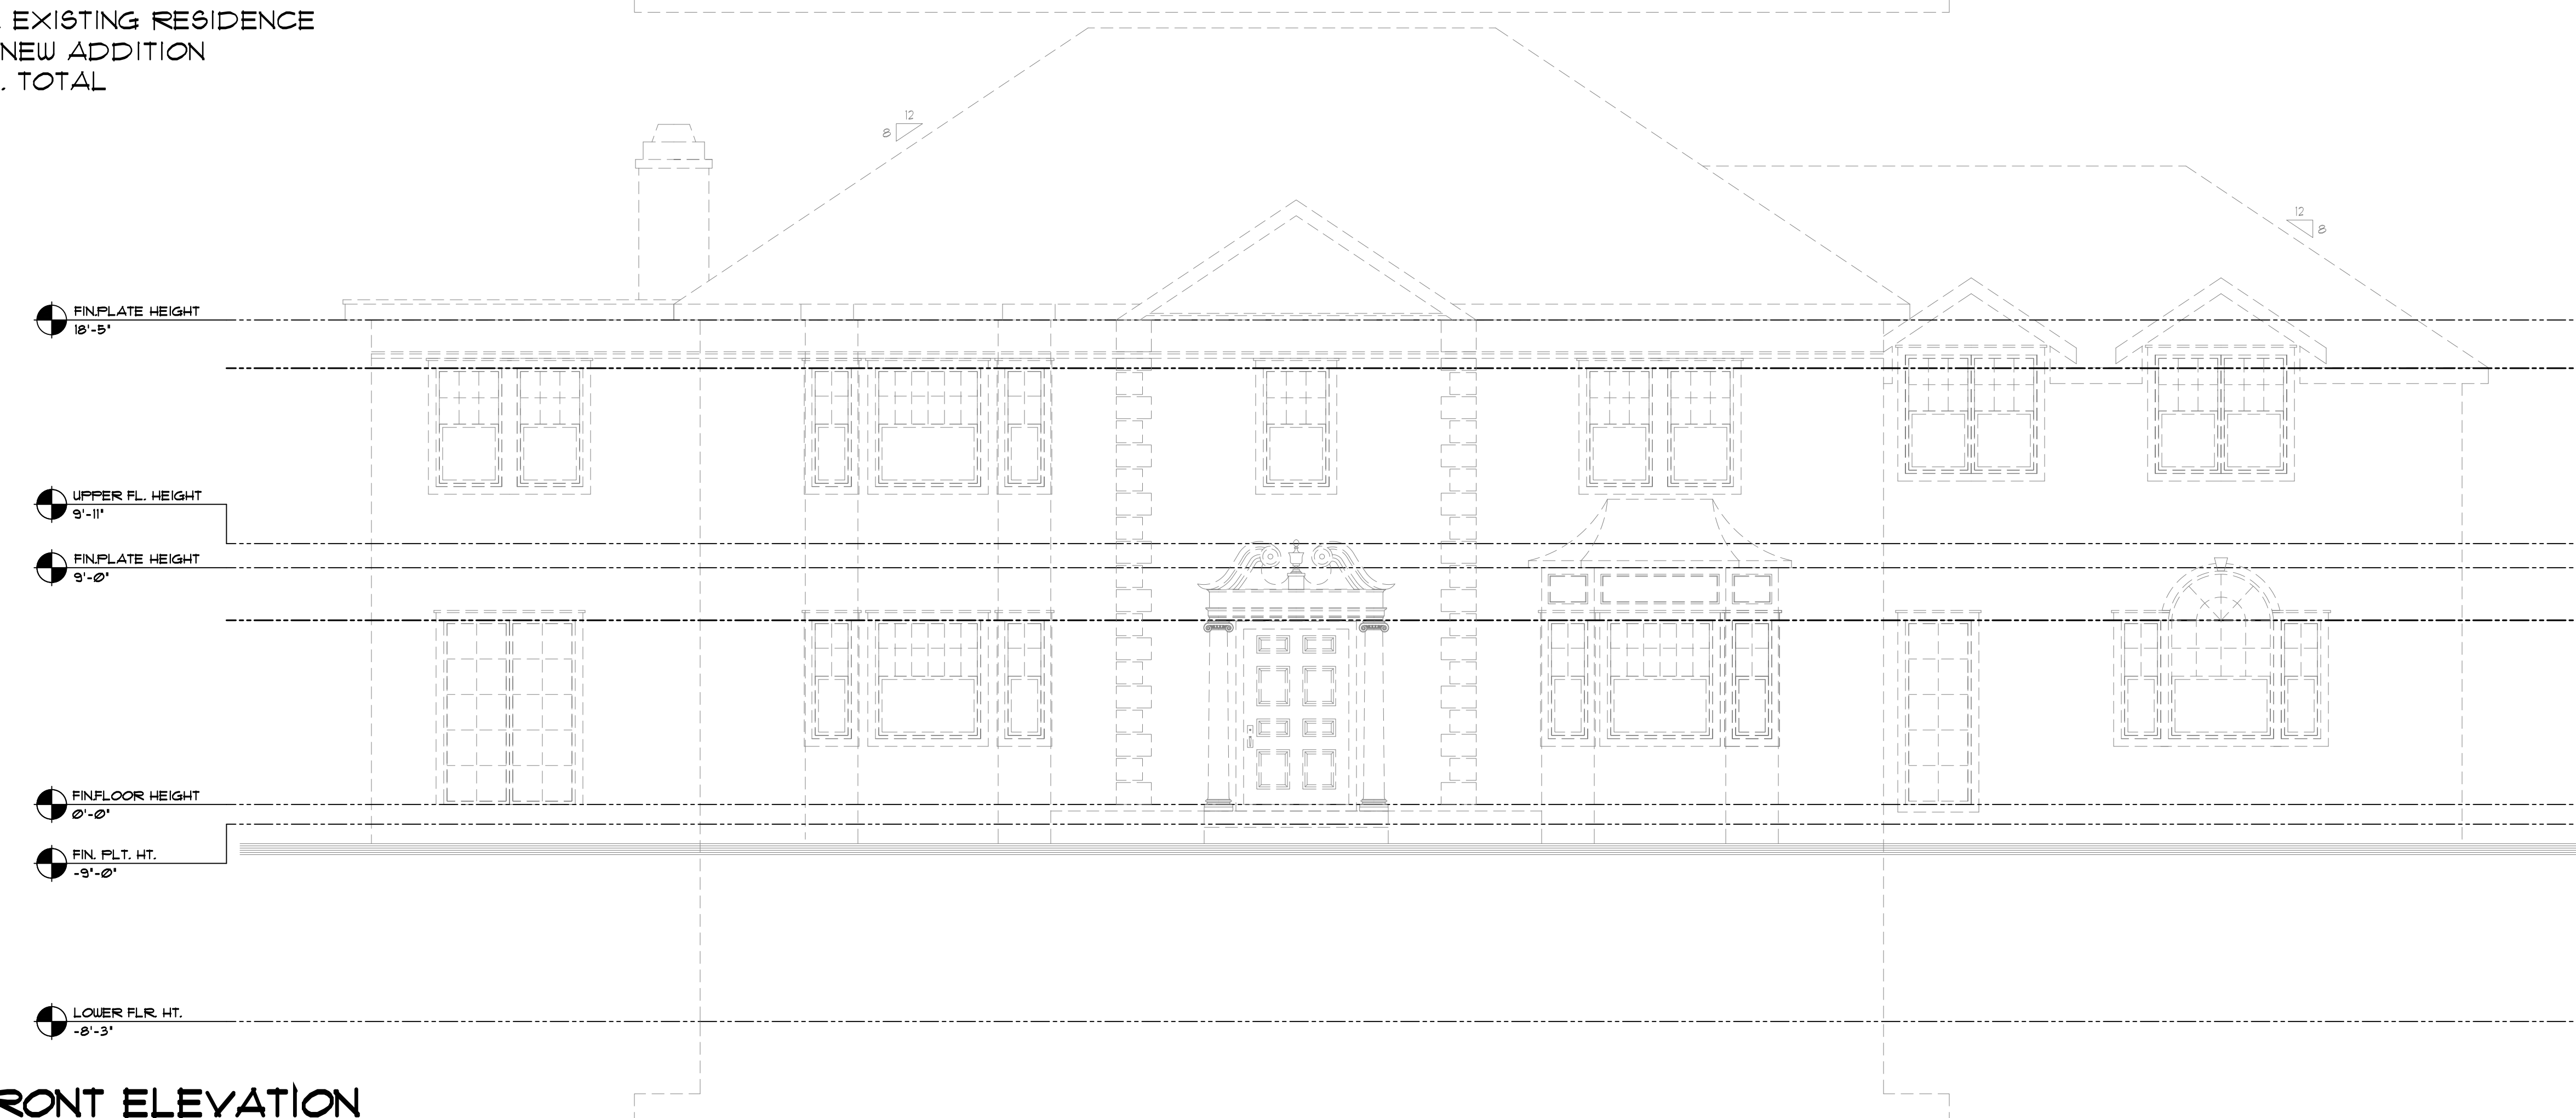 EXISTING RESIDENCE
NEW ADDITION
. TOTAL
12
8
12
8
FIN.PLATE HEIGHT
18'-5"
UPPER FL. HEIGHT
9'-11"
FIN.PLATE HEIGHT
9'-0"
FIN.FLOOR HEIGHT
0'-0"
FIN. PLT. HT.
-9"-0"
LOWER FLR. HT.
-8'-3"
RONT ELEVATION